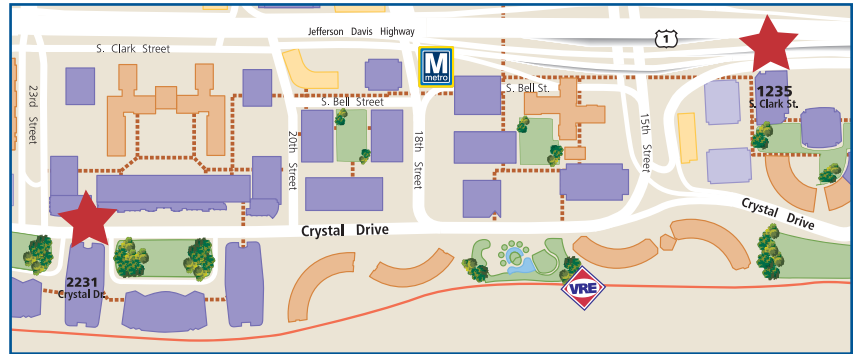 Jefferson Davis Highway
S. Clark Street
1
M
metro
1235
S. Clark St.
23rd Street
S. Bell Street
S. Bell St.
20th Street
18th Street
15th Street
Crystal Drive
Crystal Drive
2231
Crystal Dr.
VRE